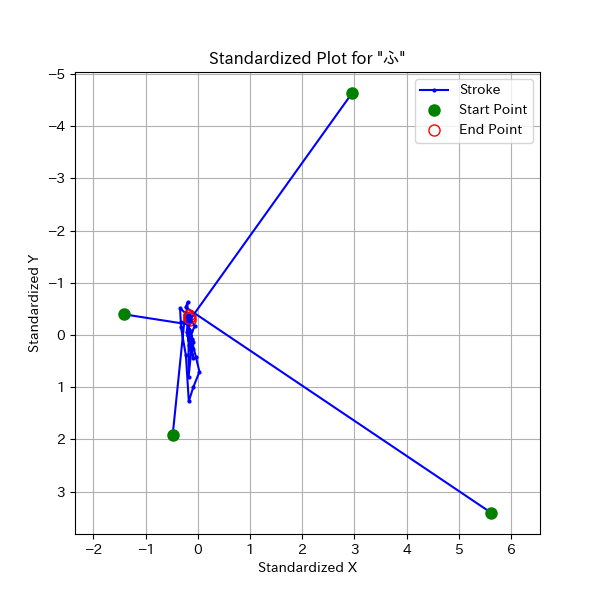 Standardized Plot for "ふ"
Stroke
Start Point
End Point
−5
−4
−3
−2
−1
0
1
2
3
Standardized Y
−2 −1 0 1 2 3 4 5 6
Standardized X